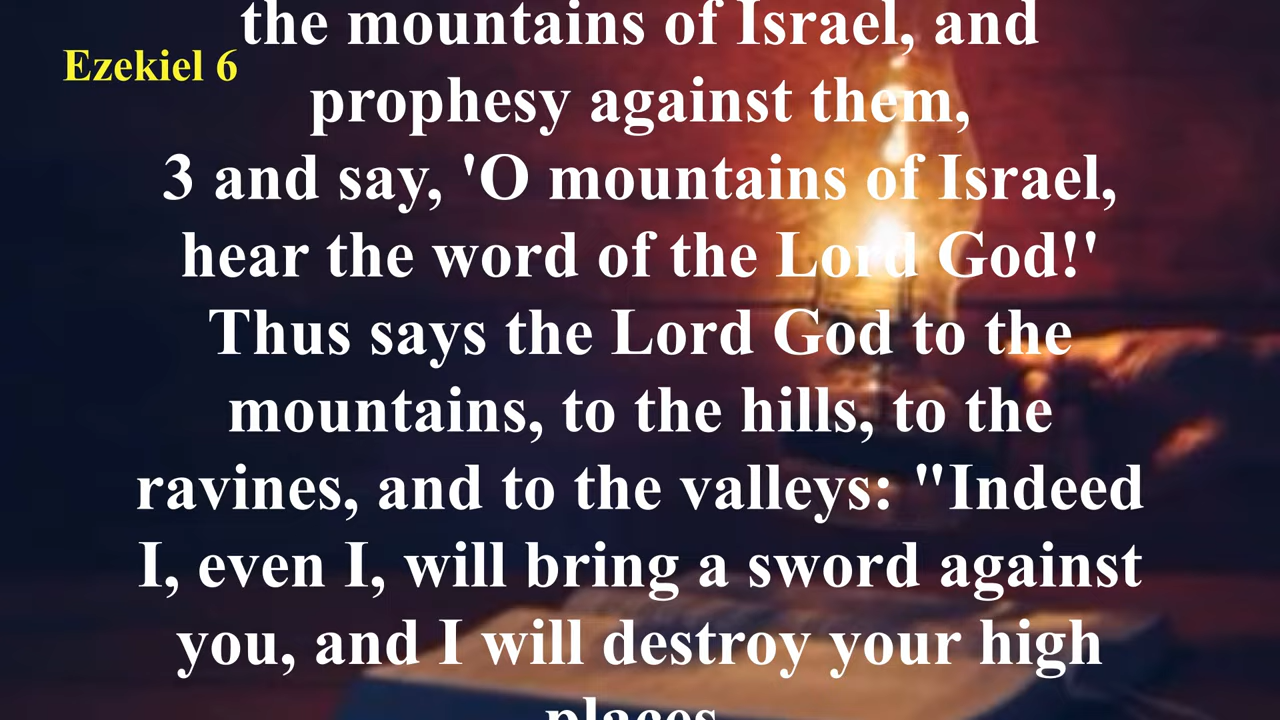 the mountains of Israel, and
Ezekiel 6
prophesy against them,
3 and say, 'O mountains of Israel,
hear the word of the Lord God!'
Thus says the Lord God to the
mountains, to the hills, to the
ravines, and to the valleys: "Indeed
I, even I, will bring a sword against
you, and I will destroy your high
places.